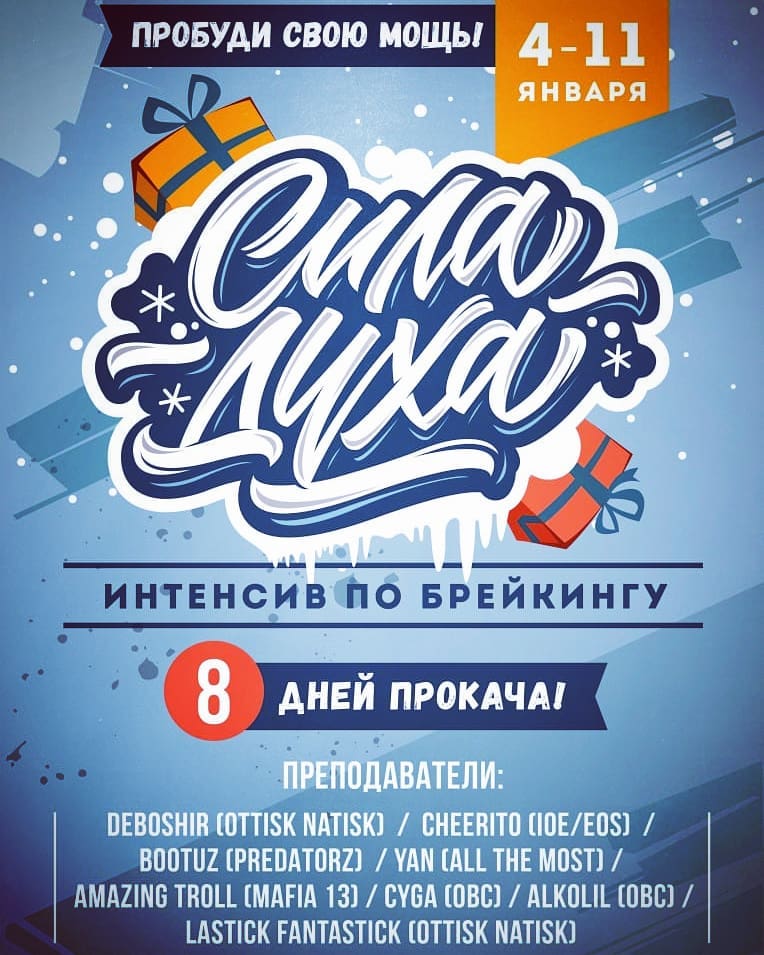 ПРОБУДИ СВОЮ МОЩЬ!
4-11
ЯНВАРЯ
Сила
Духа
ИНТЕНСИВ ПО БРЕЙКИНГУ
8 ДНЕЙ ПРОКАЧА!
ПРЕПОДАВАТЕЛИ:
DEBOSHIR (OTTISK NATISK) / CHEERITO (IOE/EOS) /
BOOTUZ (PREDATORZ) / YAN (ALL THE MOST) /
AMAZING TROLL (MAFIA 13) / CYGA (OBC) / ALKOLIL (OBC) /
LASTICK FANTASTICK (OTTISK NATISK)